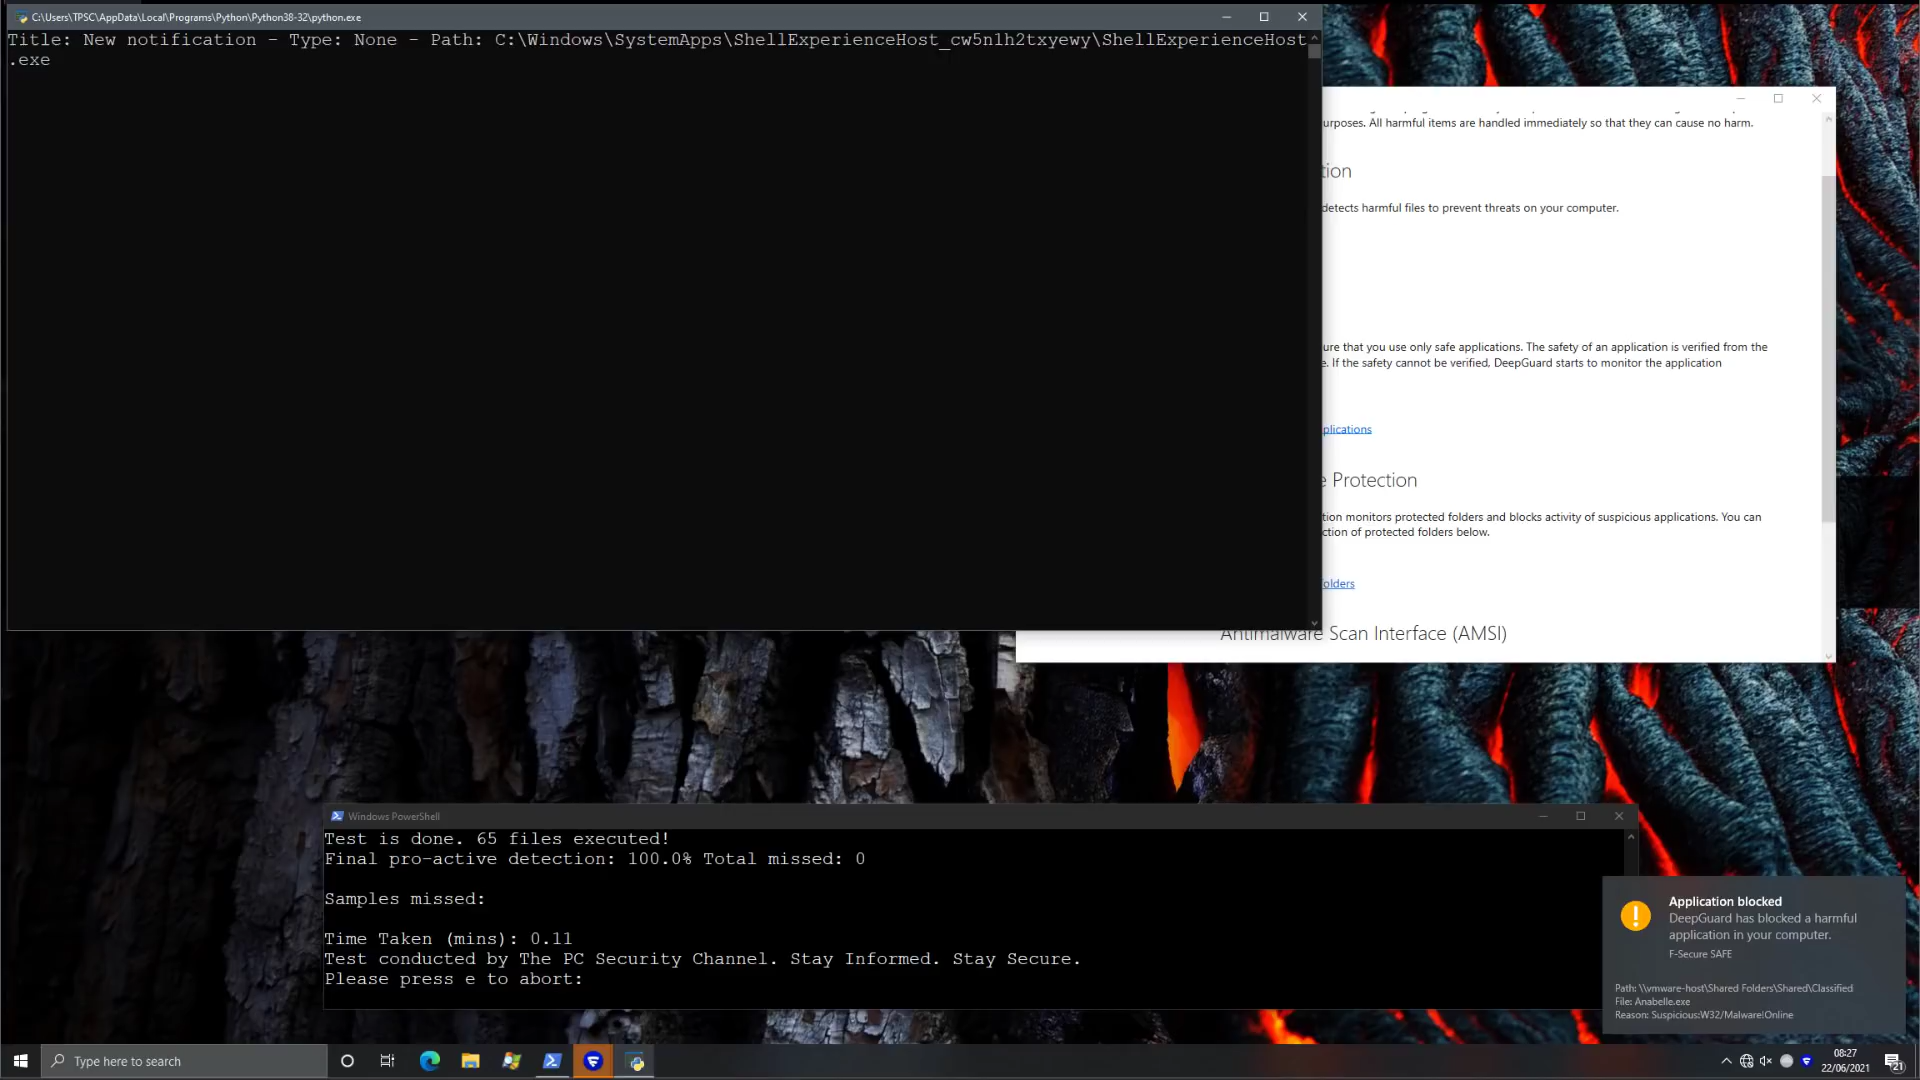 C:\Users\TPSC\AppData\Local\Programs\Python\Python38-32\python.exe
Title: New notification - Type: None - Path: C:\Windows\SystemApps\ShellExperienceHost_cw5n1h2txyewy\ShellExperienceHost
.exe
urposes. All harmful items are handled immediately so that they can cause no harm.
tion
detects harmful files to prevent threats on your computer.
ure that you use only safe applications. The safety of an application is verified from the
e. If the safety cannot be verified, DeepGuard starts to monitor the application
plications
e Protection
tion monitors protected folders and blocks activity of suspicious applications. You can
ction of protected folders below.
olders
Antimalware Scan Interface (AMSI)
Windows PowerShell
Test is done. 65 files executed!
Final pro-active detection: 100.0% Total missed: 0
Samples missed:
Time Taken (mins): 0.11
Test conducted by The PC Security Channel. Stay Informed. Stay Secure.
Please press e to abort:
Application blocked
DeepGuard has blocked a harmful
application in your computer.
F-Secure SAFE
Path: \\vmware-host\Shared Folders\Shared\Classified
File: Anabelle.exe
Reason: Suspicious:W32/Malware!Online
Type here to search
08:27
22/06/2021
21